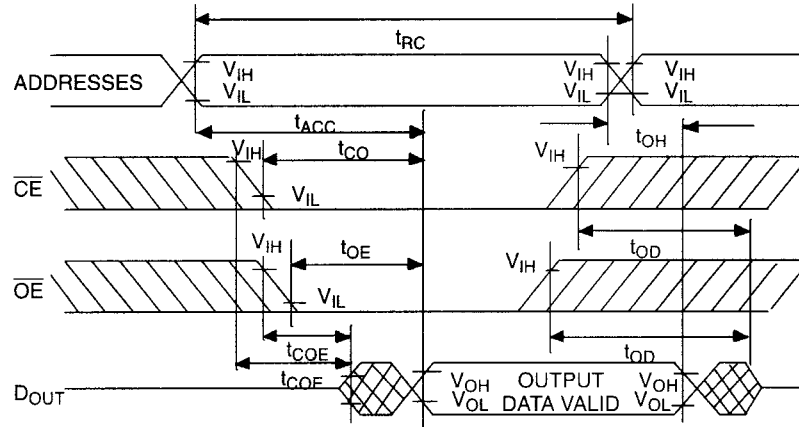 tRC
ADDRESSES
VIH VIH VIH
VIL VIL VIL
tACC
tOH
VIH tCO VIH
CE
VIL
tOD
VIH tOE VIH
OE
VIL
tCOE tOD
tCOE
DOUT
VOH OUTPUT VOH
VOL DATA VALID VOL